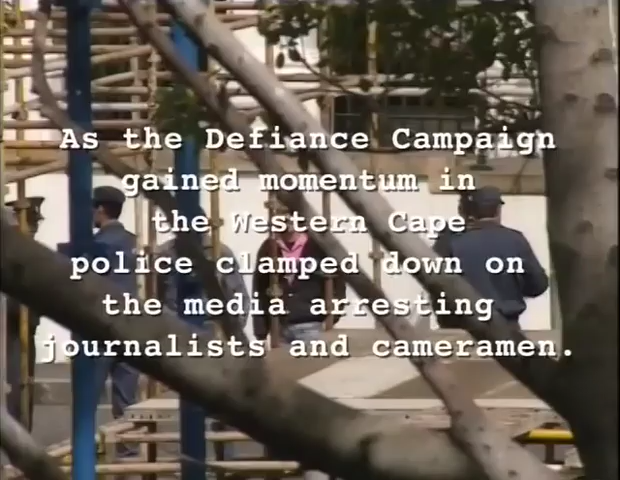 As the Defiance Campaign
gained momentum in
the Western Cape
police clamped down on
the media arresting
journalists and cameramen.